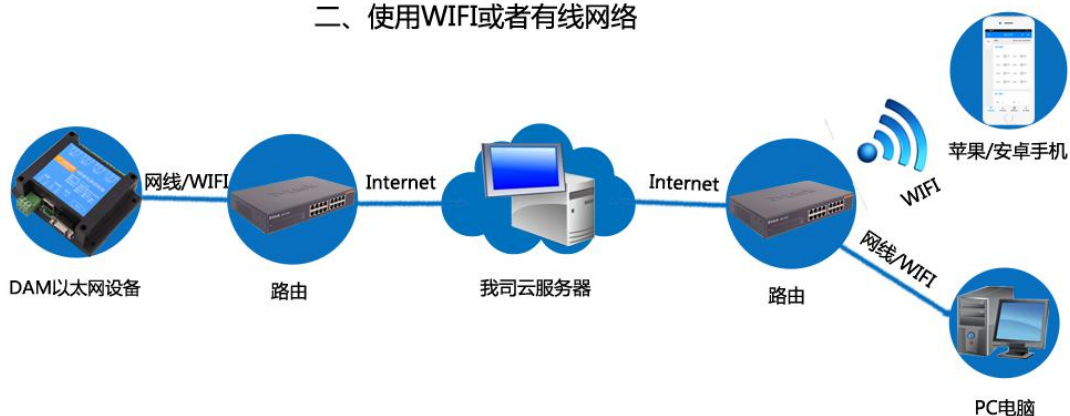 二、使用WIFI或者有线网络
苹果/安卓手机
网线/WIFI
Internet
Internet
WIFI
网线/WIFI
DAM以太网设备
路由
我司云服务器
路由
PC电脑